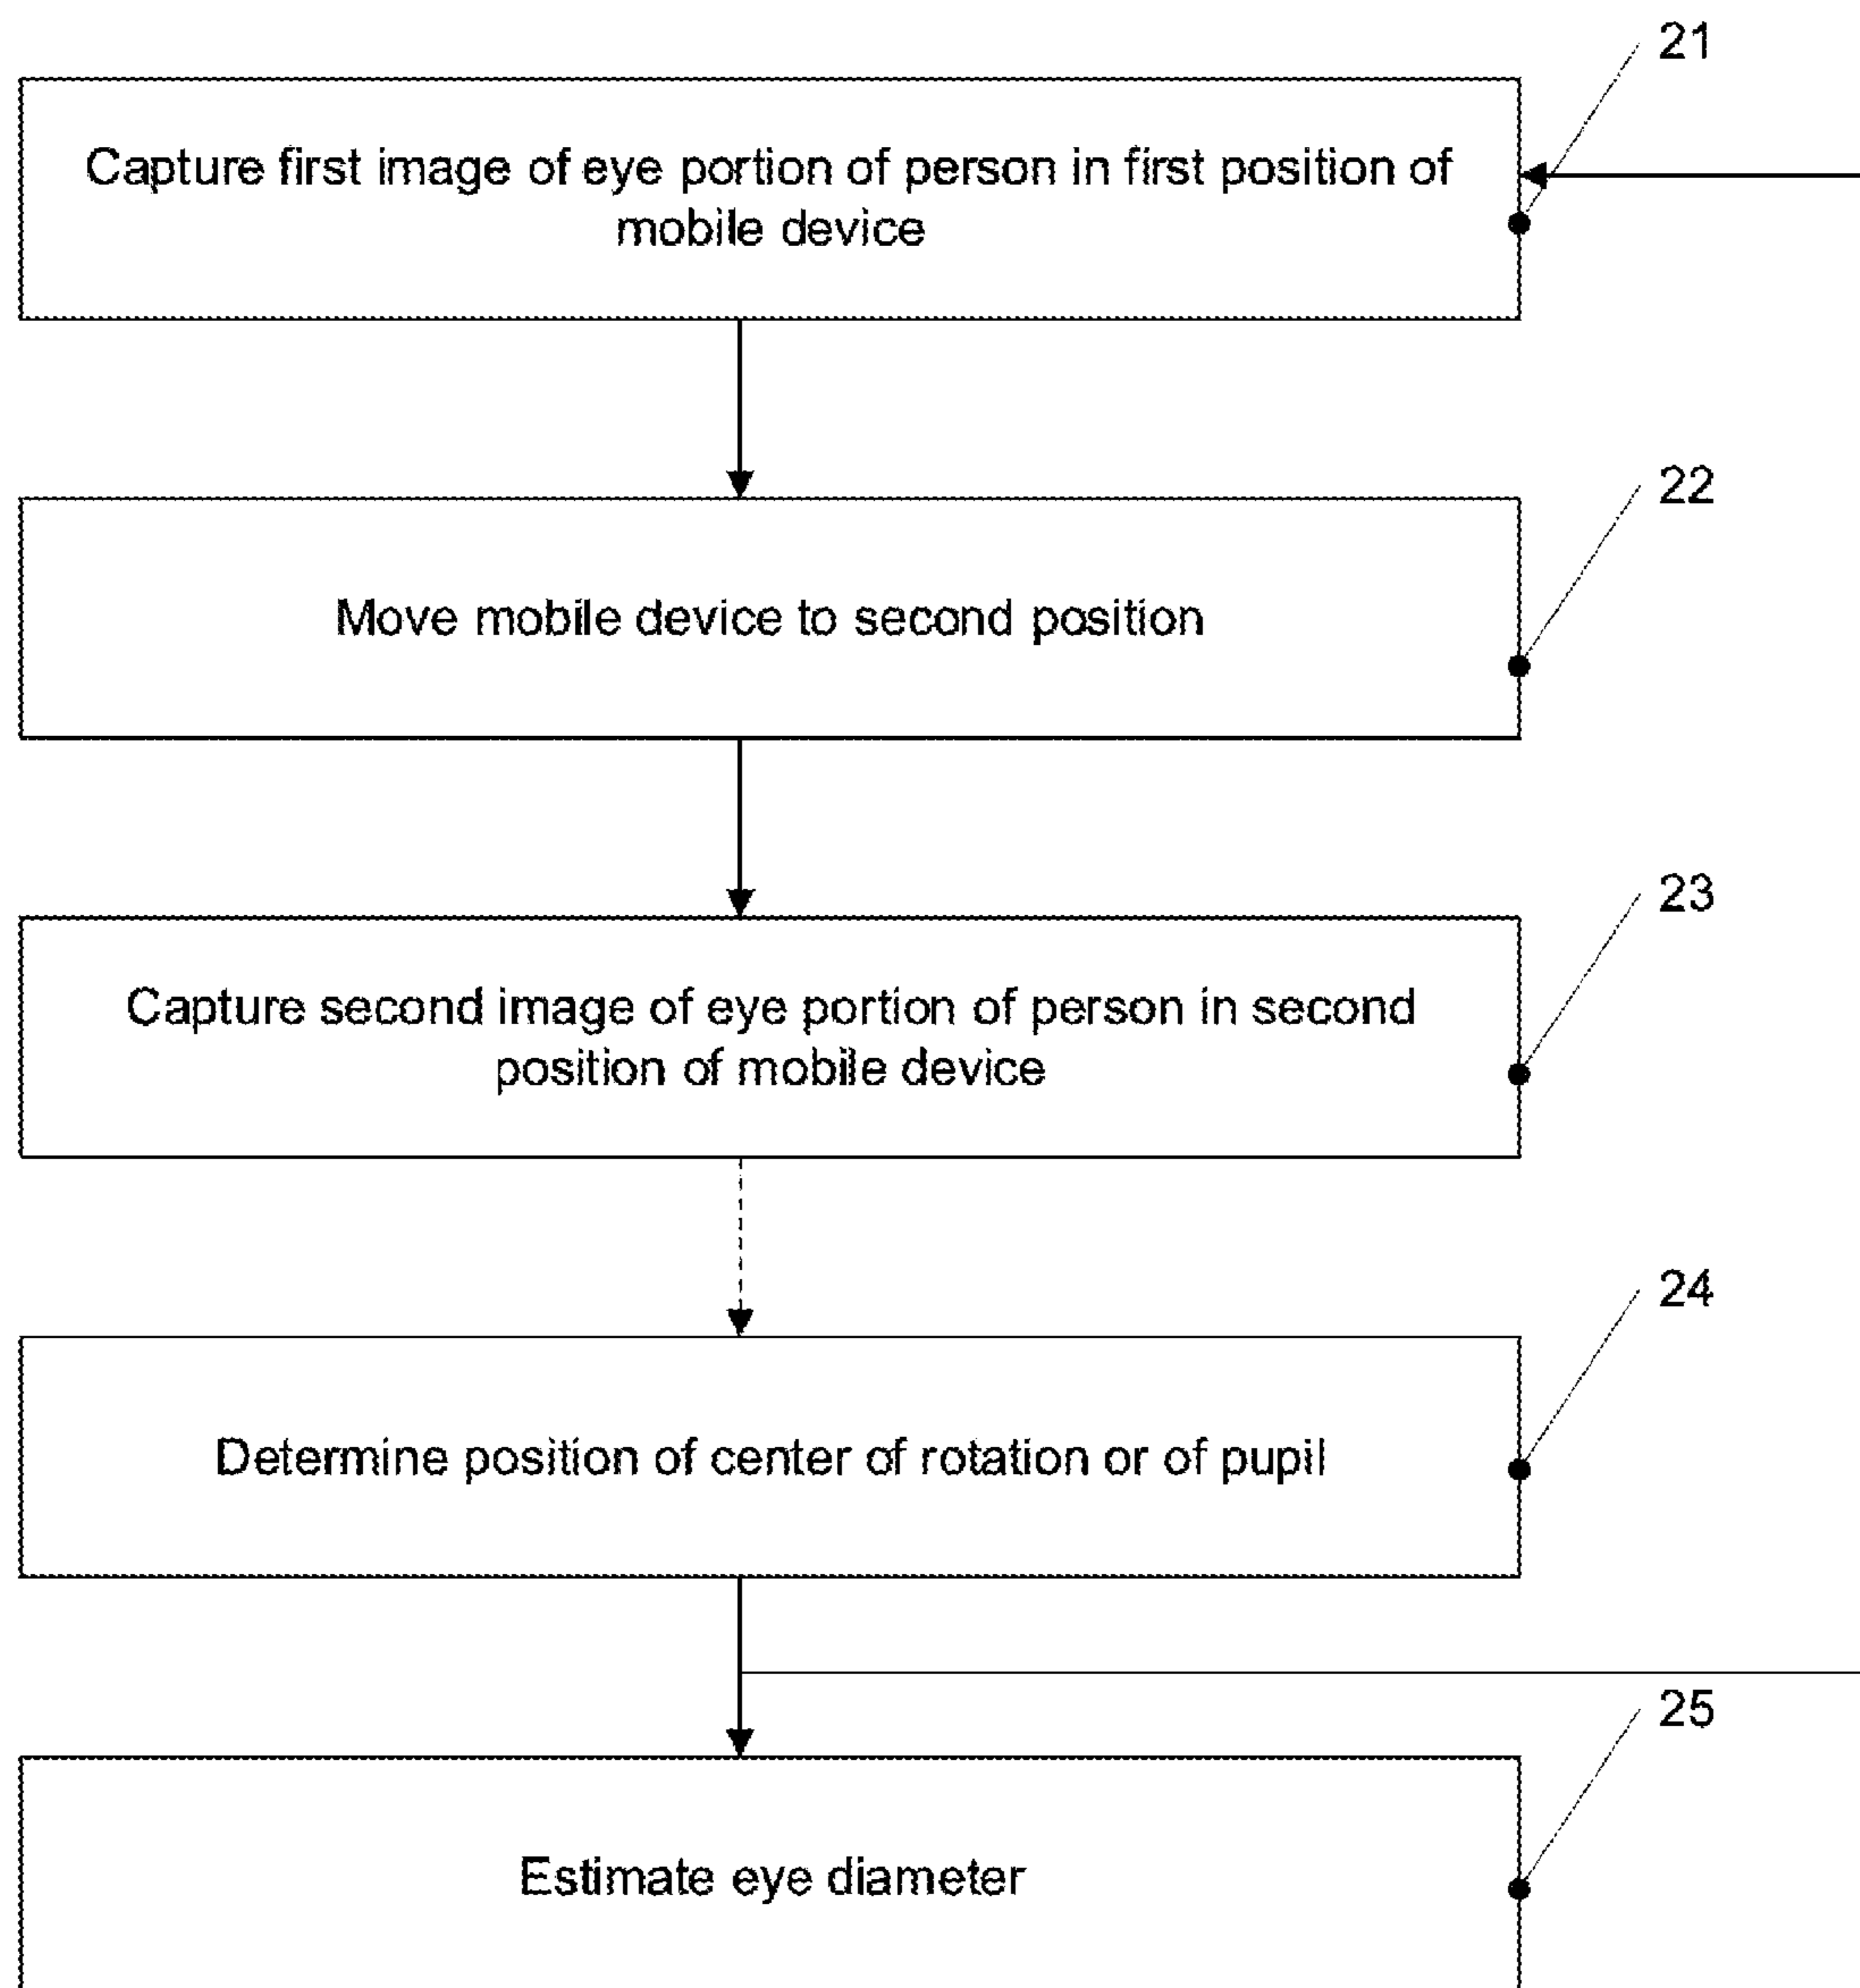 21
Capture first image of eye portion of person in first position of
mobile device
22
Move mobile device to second position
23
Capture second image of eye portion of person in second
position of mobile device
24
Determine position of center of rotation or of pupil
25
Estimate eye diameter